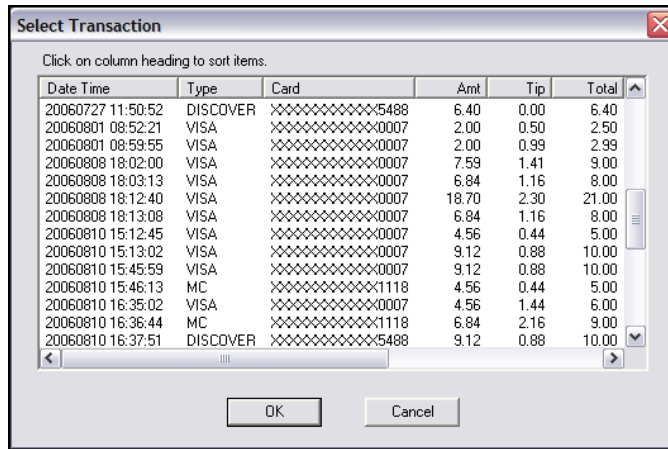 Select Transaction
Click on column heading to sort items.
Date Time Type Card Amt Tip Total
20060727 11:50:52 DISCOVER XXXXXXXXXXXX5488 6.40 0.00 6.40
20060801 08:52:21 VISA XXXXXXXXXXXX0007 2.00 0.50 2.50
20060801 08:59:55 VISA XXXXXXXXXXXX0007 2.00 0.99 2.99
20060808 18:02:00 VISA XXXXXXXXXXXX0007 7.59 1.41 9.00
20060808 18:03:13 VISA XXXXXXXXXXXX0007 6.84 1.16 8.00
20060808 18:12:40 VISA XXXXXXXXXXXX0007 18.70 2.30 21.00
20060808 18:13:08 VISA XXXXXXXXXXXX0007 6.84 1.16 8.00
20060810 15:12:45 VISA XXXXXXXXXXXX0007 4.56 0.44 5.00
20060810 15:13:02 VISA XXXXXXXXXXXX0007 9.12 0.88 10.00
20060810 15:45:59 VISA XXXXXXXXXXXX0007 9.12 0.88 10.00
20060810 15:46:13 MC XXXXXXXXXXXX1118 4.56 0.44 5.00
20060810 16:35:02 VISA XXXXXXXXXXXX0007 4.56 1.44 6.00
20060810 16:36:44 MC XXXXXXXXXXXX1118 6.84 2.16 9.00
20060810 16:37:51 DISCOVER XXXXXXXXXXXX5488 9.12 0.88 10.00
OK Cancel